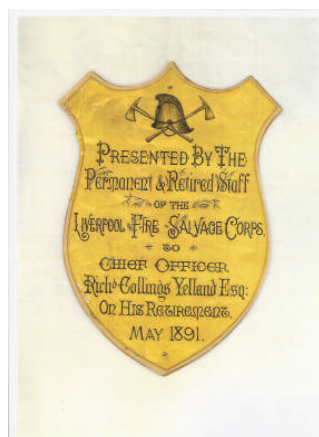 Presented By The
Permanent & Retired Staff
OF THE
Liverpool Fire Salvage Corps,
TO
Chief Officer
Richd Collings Yelland Esq:
On His Retirement.
May 1891.